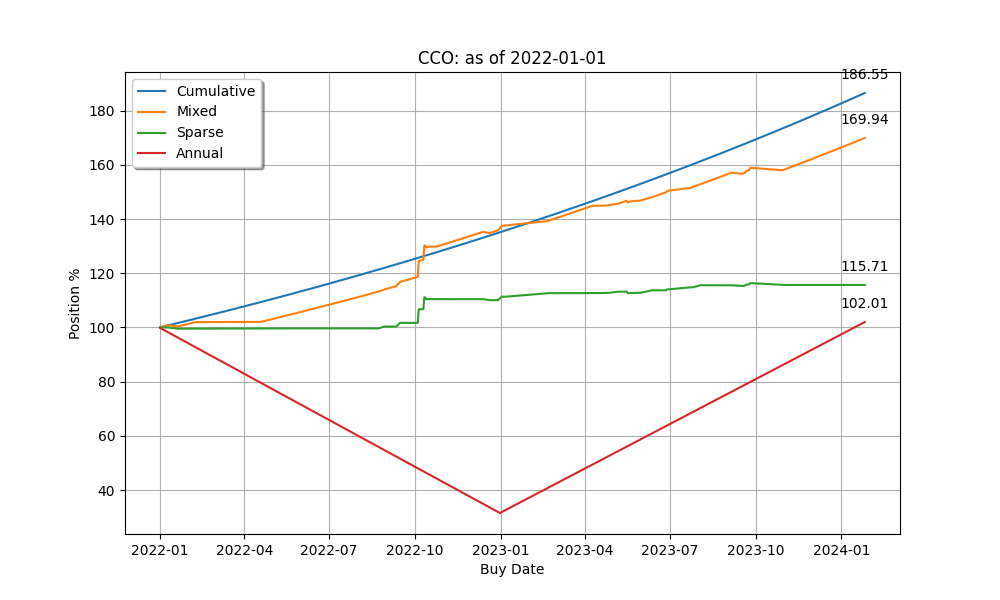 CCO: as of 2022-01-01
Cumulative
Mixed
Sparse
Annual
186.55
169.94
115.71
102.01
Position %
180
160
140
120
100
80
60
40
2022-01 2022-04 2022-07 2022-10 2023-01 2023-04 2023-07 2023-10 2024-01
Buy Date